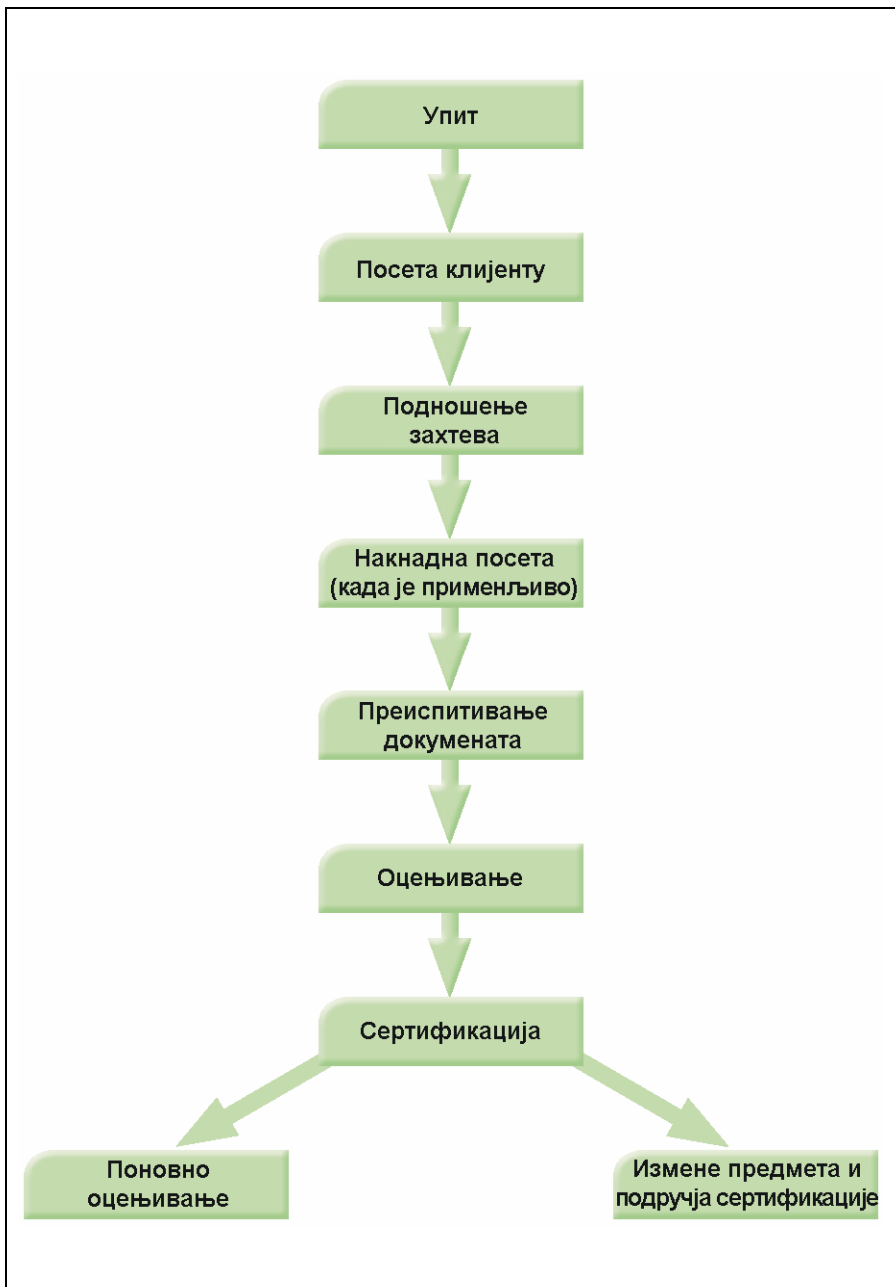 Упит
Посета клијенту
Подношење
захтева
Накнадна посета
(када је применљиво)
Преиспитивање
докумената
Оцењивање
Сертификација
Поновно
оцењивање
Измене предмета и
подручја сертификације